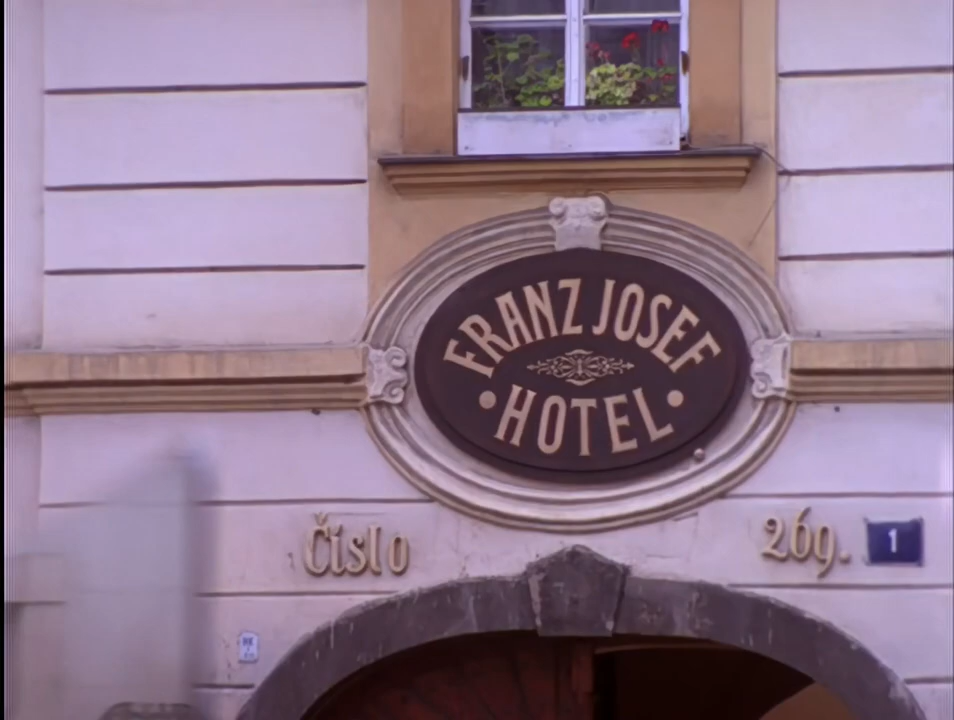 FRANZ JOSEF
• HOTEL •
Číslo 269.
1